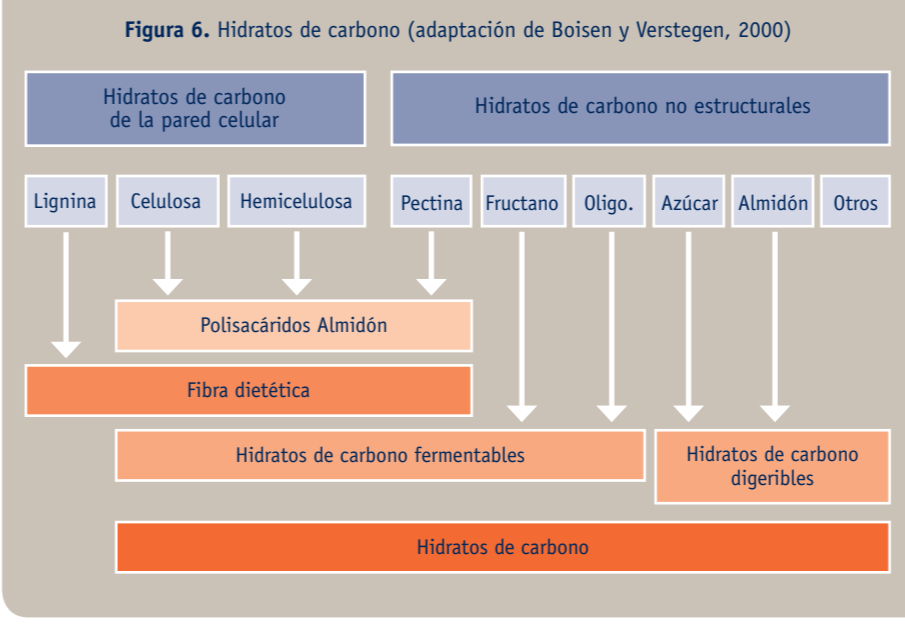 Figura 6. Hidratos de carbono (adaptación de Boisen y Verstegen, 2000)
Hidratos de carbono
de la pared celular
Hidratos de carbono no estructurales
Lignina
Celulosa
Hemicelulosa
Pectina
Fructano
Oligo.
Azúcar
Almidón
Otros
Polisacáridos Almidón
Fibra dietética
Hidratos de carbono fermentables
Hidratos de carbono
digeribles
Hidratos de carbono